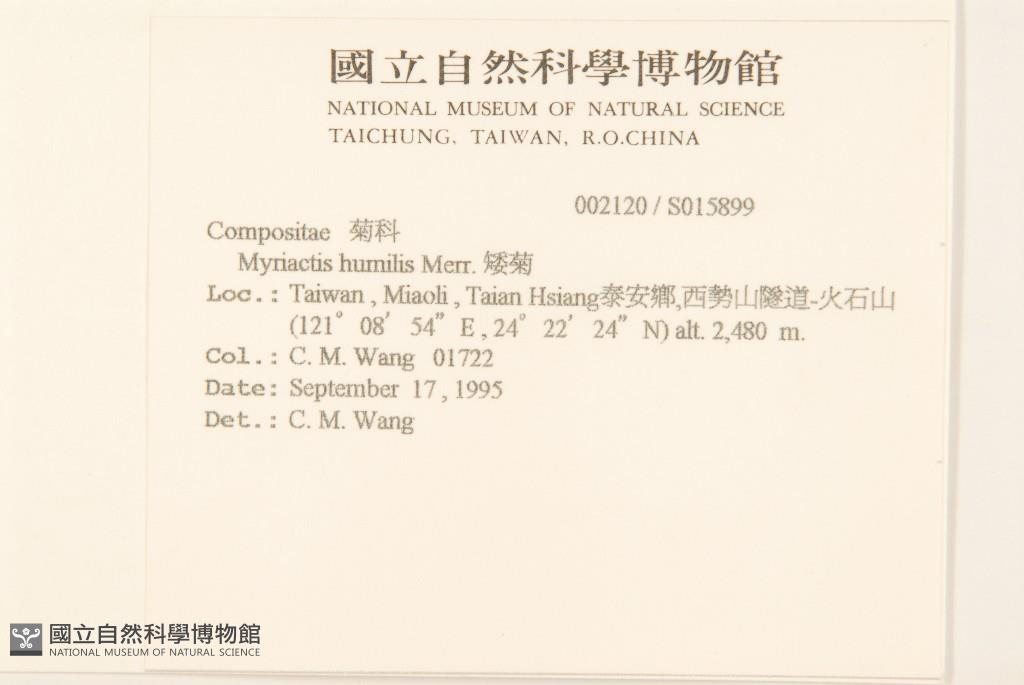 國立自然科學博物館
NATIONAL MUSEUM OF NATURAL SCIENCE
TAICHUNG, TAIWAN, R.O.CHINA
002120 / S015899
Compositae 菊科
Myriactis humilis Merr. 矮菊
Loc.: Taiwan , Miaoli , Taian Hsiang泰安鄉,西勢山隧道-火石山
(121° 08′ 54” E , 24° 22′ 24” N) alt. 2,480 m.
Col.: C. M. Wang 01722
Date: September 17 , 1995
Det.: C. M. Wang
國立自然科學博物館
NATIONAL MUSEUM OF NATURAL SCIENCE